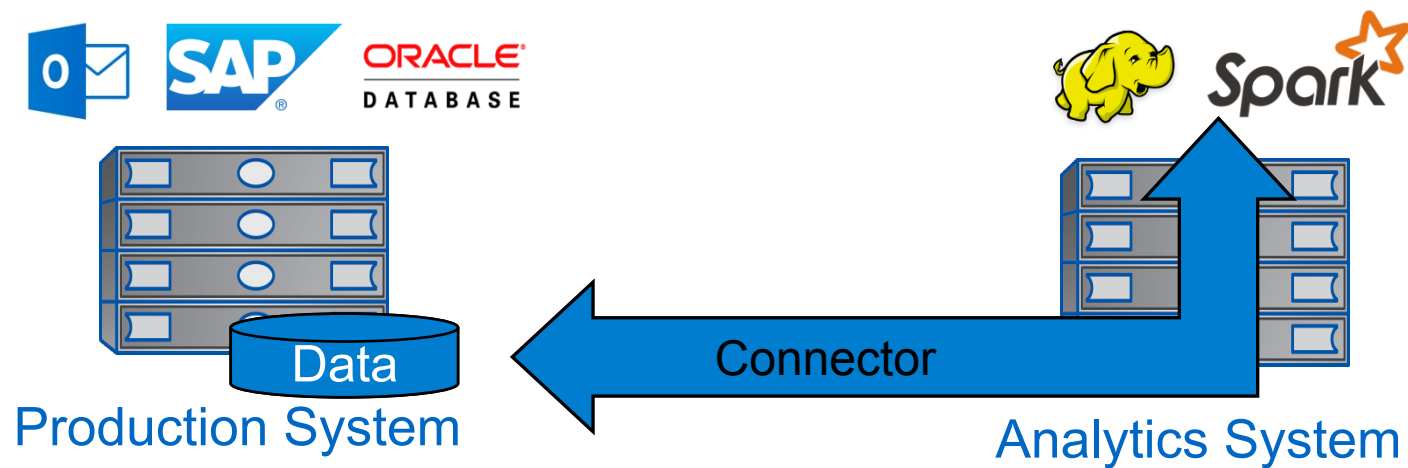 O
SAP
®
ORACLE®
DATABASE
Spark
Data
Connector
Production System
Analytics System